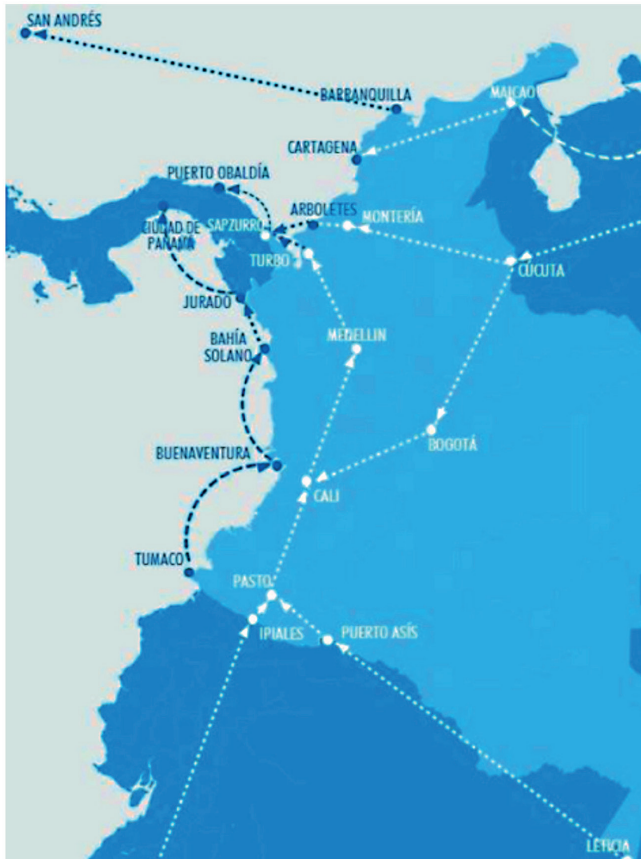 SAN ANDRÉS
BARRANQUILLA
MAICAO
CARTAGENA
PUERTO OBALDÍA
CIUDAD DE
PANAMÁ
SAPZURRO
ARBOLETES
MONTERÍA
TURBO
CÚCUTA
JURADO
BAHÍA
SOLANO
MEDELLIN
BOGOTÁ
BUENAVENTURA
CALI
TUMACO
PASTO
IPIALES
PUERTO ASÍS
LETICIA